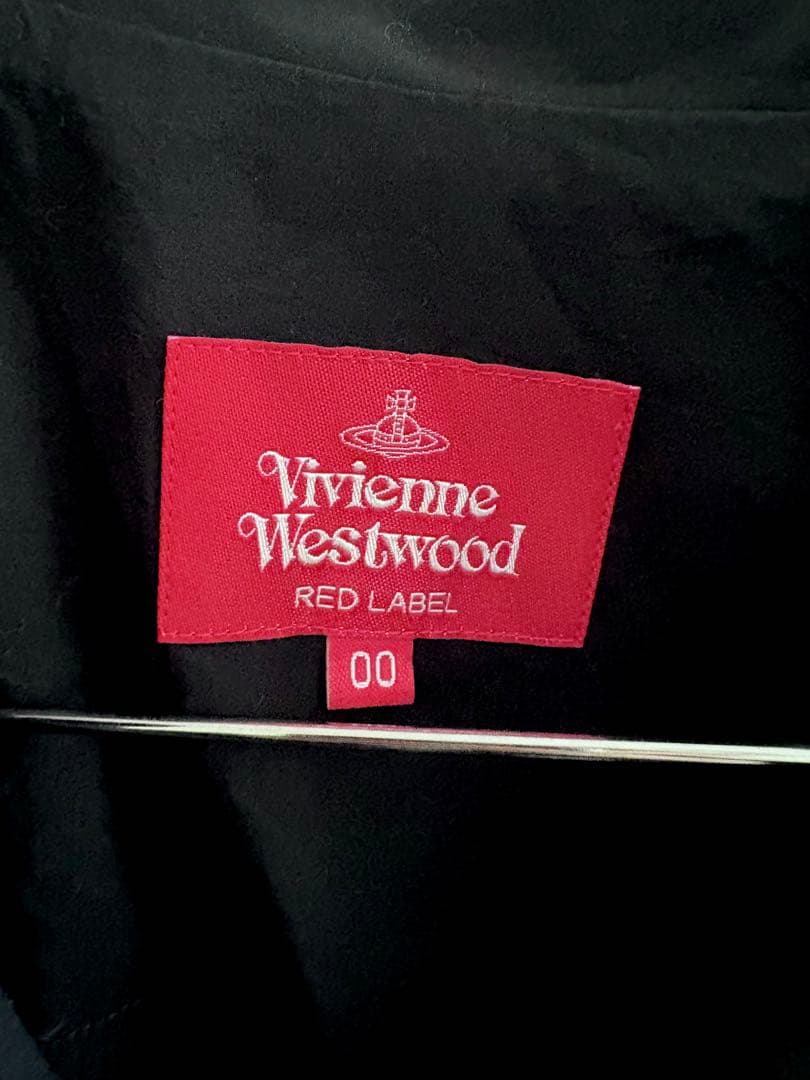 Vivienne
Westwood
RED LABEL
00